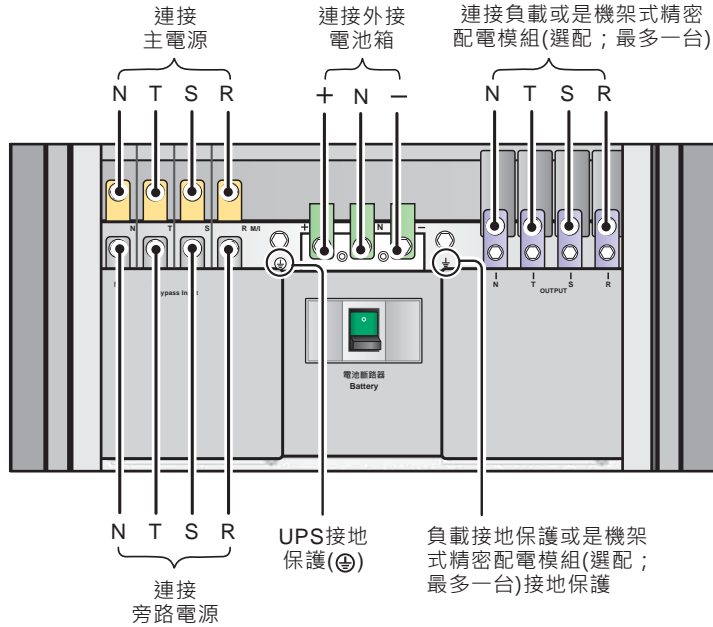 連接
主電源
連接外接
電池箱
連接負載或是機架式精密
配電模組(選配；最多一台)
N T S R
+ N −
N T S R
N T S R M/I
+ N −
ypass In
N T S R
OUTPUT
電池斷路器
Battery
N T S R
連接
旁路電源
UPS接地
保護(⏚)
負載接地保護或是機架
式精密配電模組(選配；
最多一台)接地保護